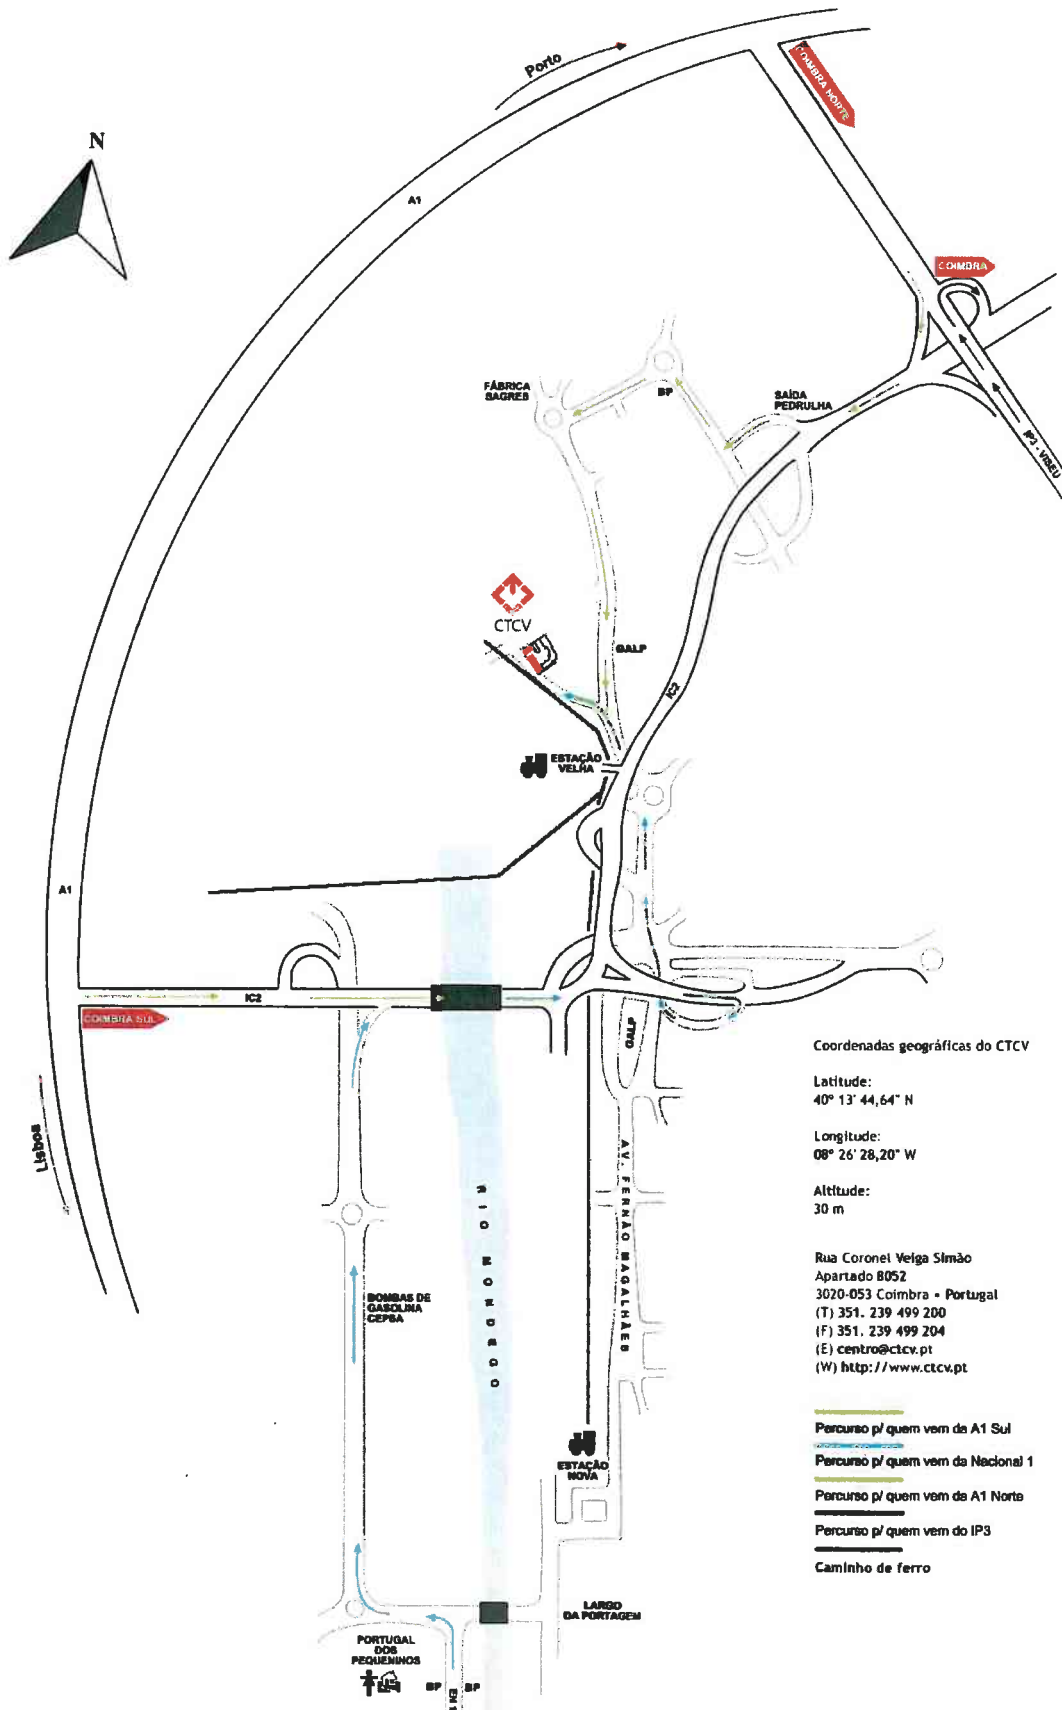 Porto
COIMBRA NORTE
N
A1
COIMBRA
FÁBRICA
SAGRES
BP
SAÍDA
PEDRULHA
IP3 - VISEU
CTCV
GALP
IC2
ESTAÇÃO
VELHA
A1
IC2
COIMBRA SUL
GALP
Lisboa
RIO MONDEGO
AV. FERNÃO MAGALHÃES
BOMBAS DE
GASOLINA
CEPSA
ESTAÇÃO
NOVA
LARGO
DA PORTAGEM
PORTUGAL
DOS
PEQUENINOS
BP
EN 1
BP
Coordenadas geográficas do CTCV
Latitude:
40º 13' 44,64" N
Longitude:
08º 26' 28,20" W
Altitude:
30 m
Rua Coronel Veiga Simão
Apartado 8052
3020-053 Coimbra • Portugal
(T) 351. 239 499 200
(F) 351. 239 499 204
(E) centro@ctcv.pt
(W) http://www.ctcv.pt
Percurso p/ quem vem da A1 Sul
Percurso p/ quem vem da Nacional 1
Percurso p/ quem vem da A1 Norte
Percurso p/ quem vem do IP3
Caminho de ferro